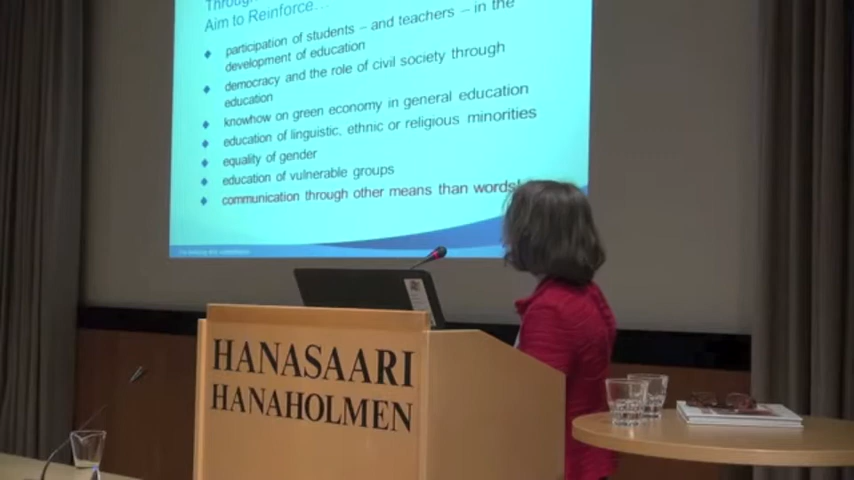 Through
Aim to Reinforce...
participation of students – and teachers – in the
development of education
democracy and the role of civil society through
education
knowhow on green economy in general education
education of linguistic, ethnic or religious minorities
equality of gender
education of vulnerable groups
communication through other means than words
HANASAARI
HANAHOLMEN